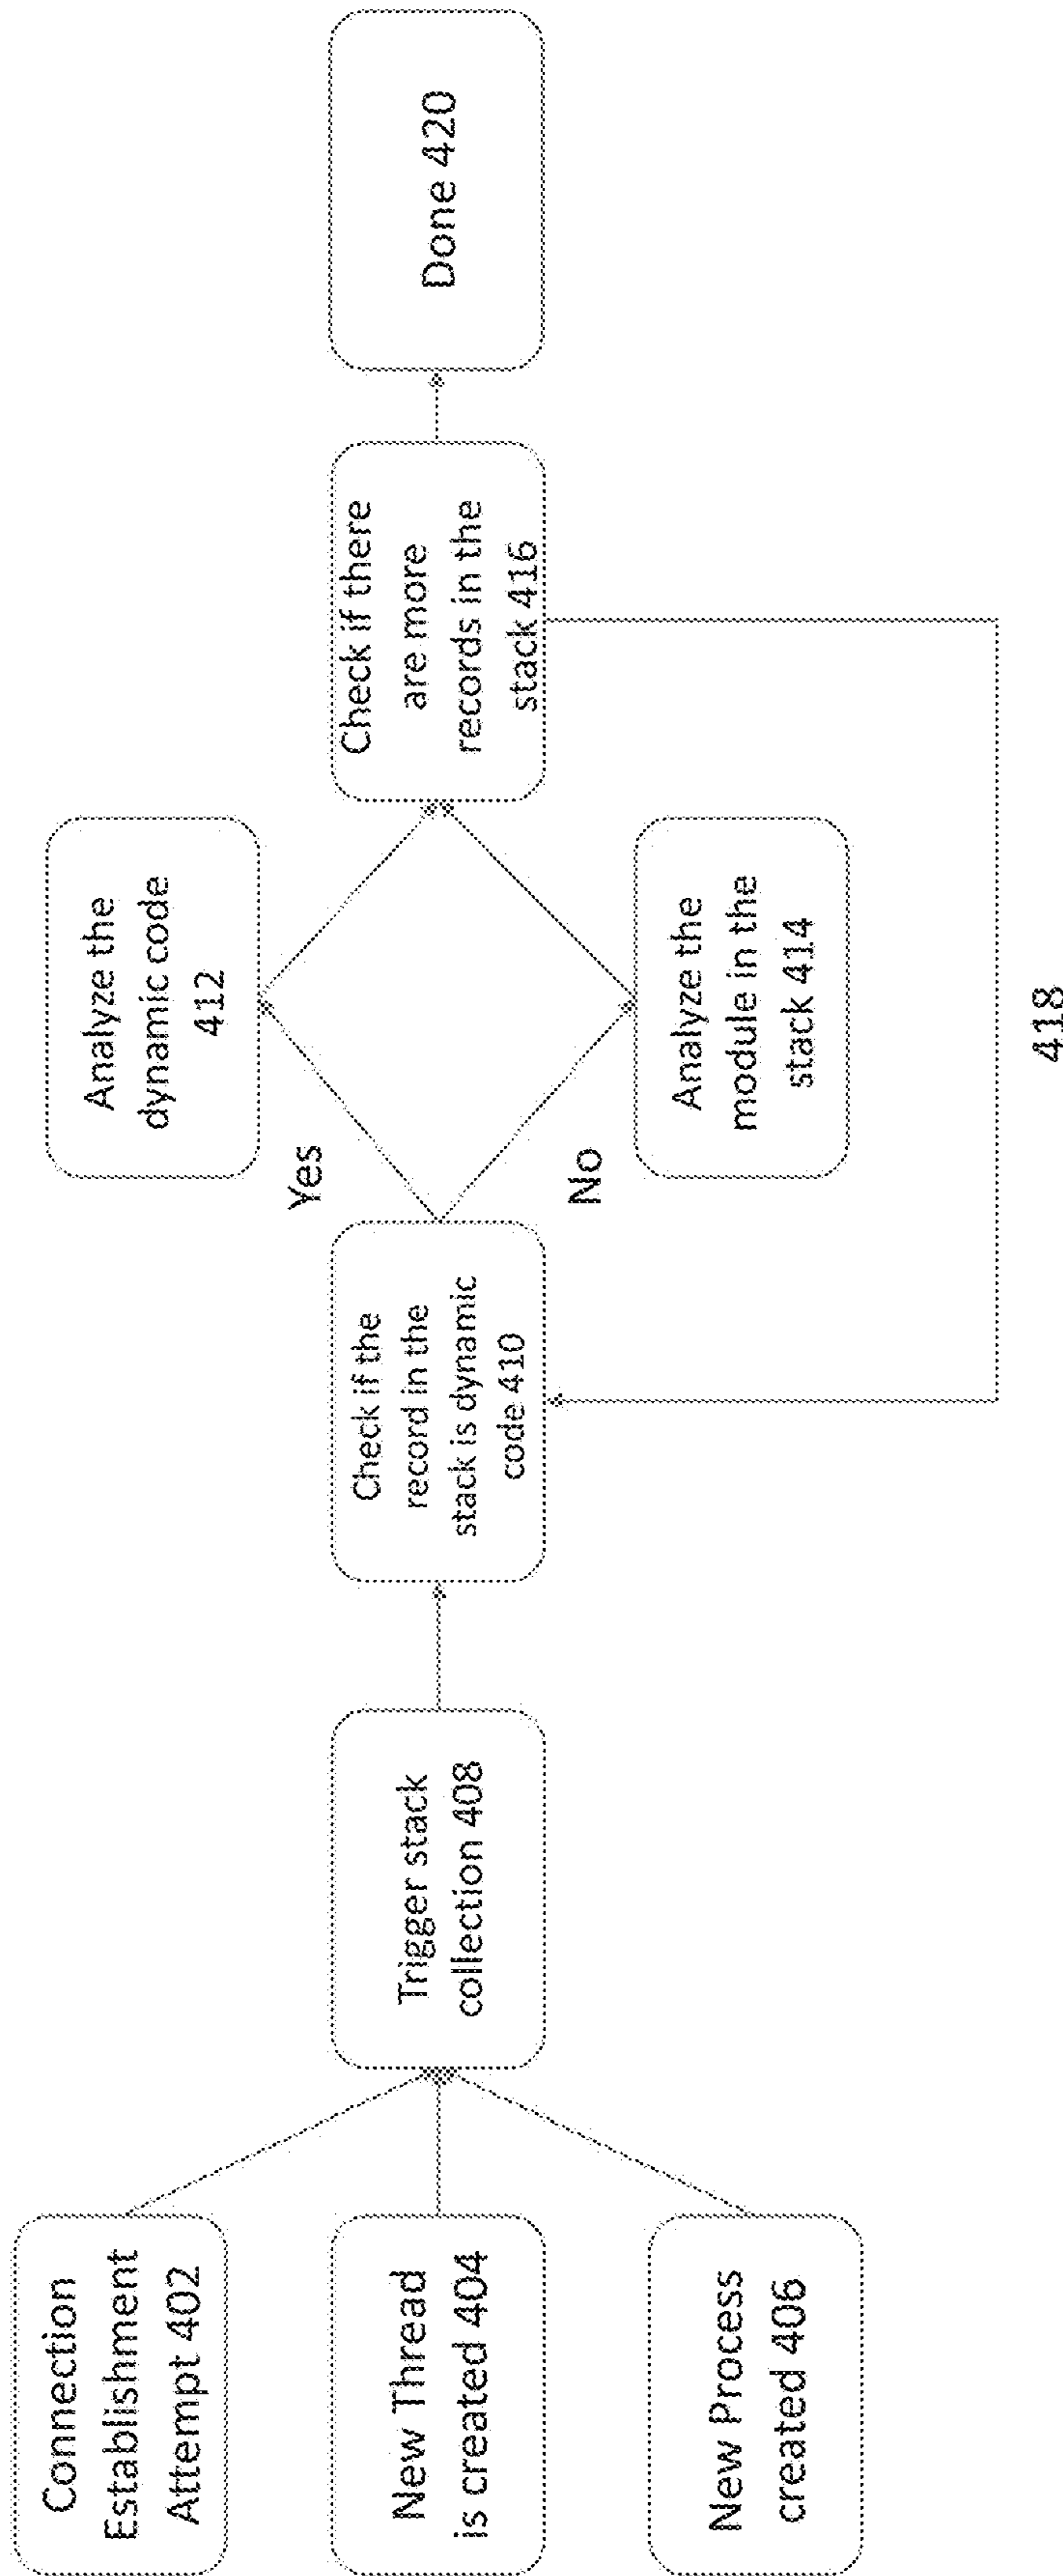 Connection
Establishment
Attempt 402
New Thread
is created 404
New Process
created 406
Trigger stack
collection 408
Check if the
record in the
stack is dynamic
code 410
Yes
No
Analyze the
dynamic code
412
Analyze the
module in the
stack 414
Check if there
are more
records in the
stack 416
418
Done 420